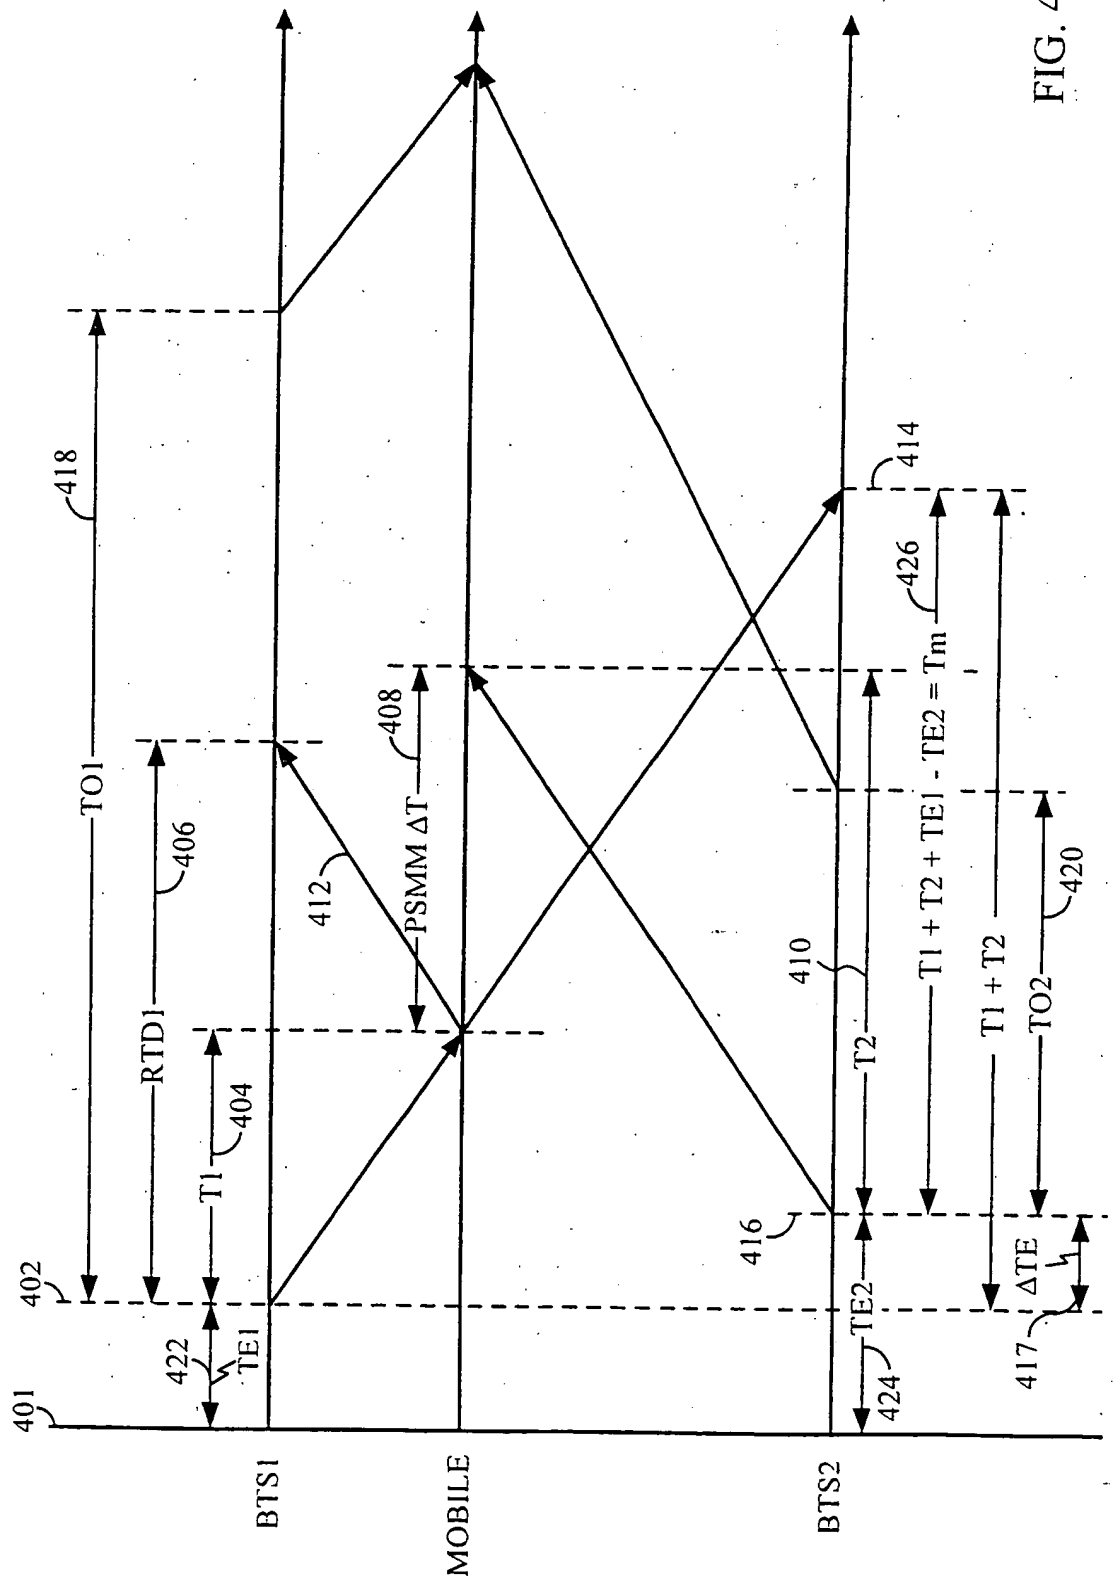 401
402
418
TO1
RTD1
406
422
TE1
T1
404
BTS1
412
PSMM ΔT
408
MOBILE
BTS2
424
TE2
416
T2
410
T1 + T2 + TE1 - TE2 = Tm
426
414
T1 + T2
TO2
420
417
ΔTE
FIG. 4